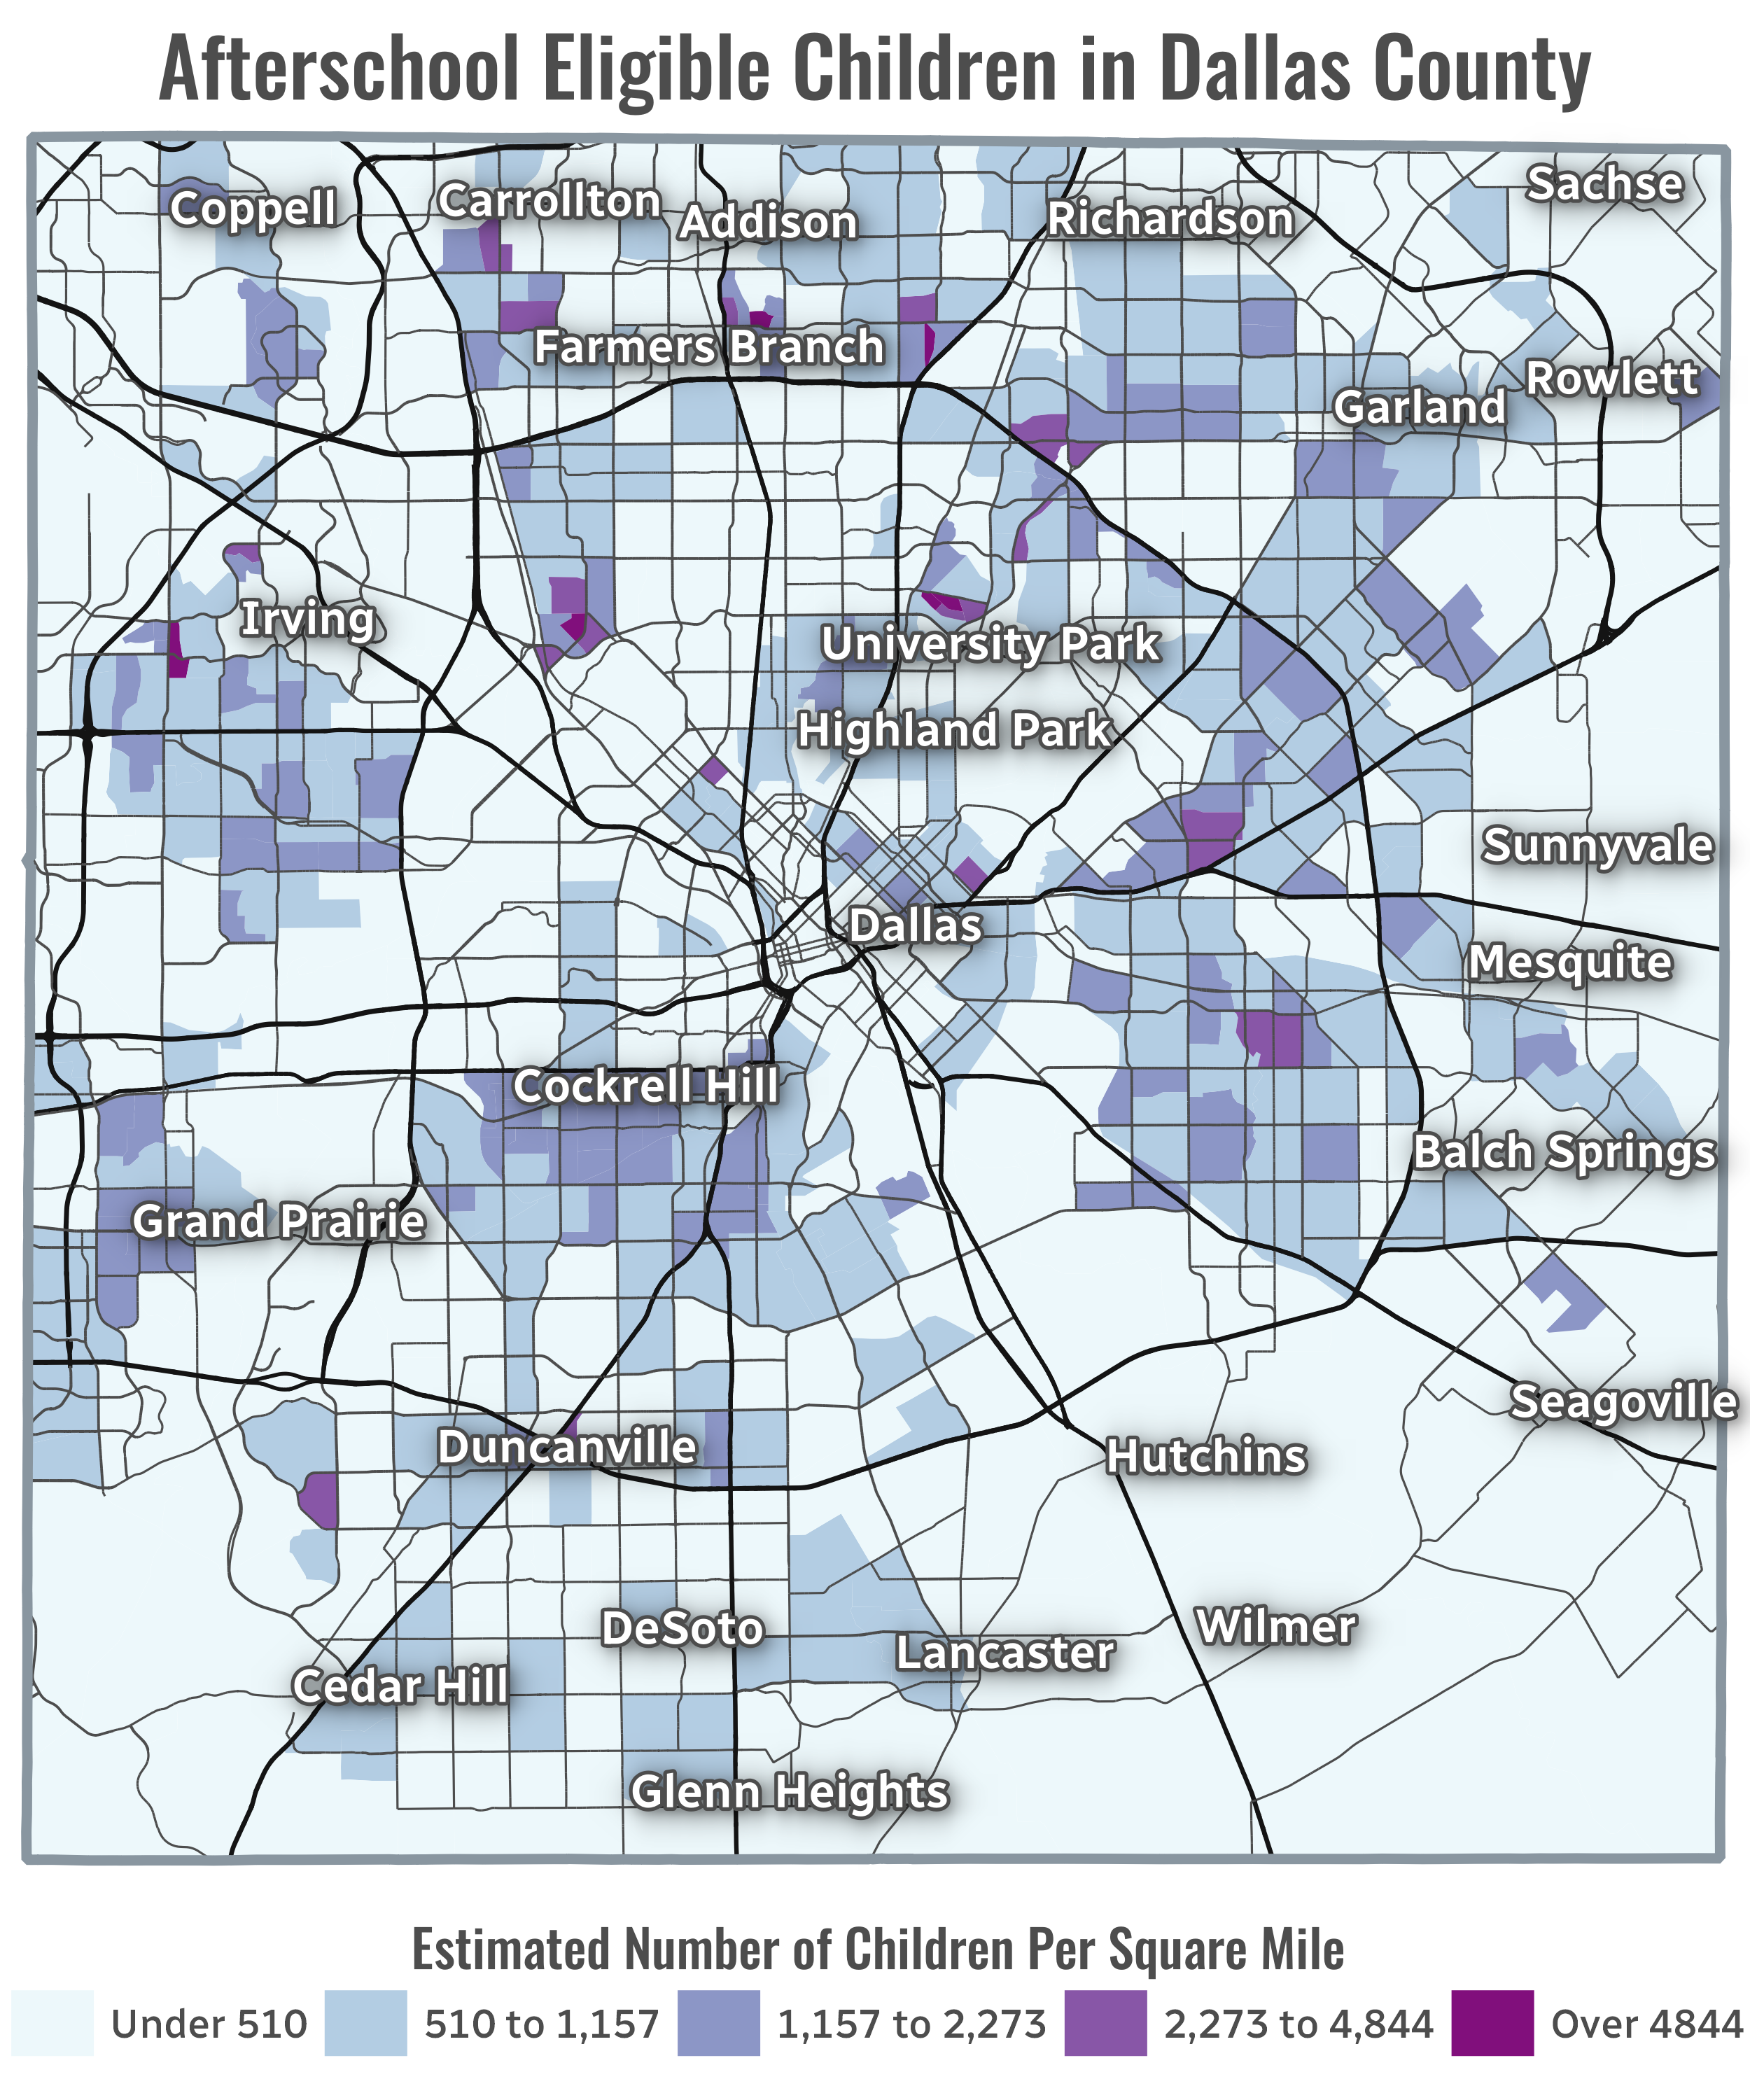 Afterschool Eligible Children in Dallas County
Sachse
Coppell
Carrollton
Addison
Richardson
Farmers Branch
Rowlett
Garland
Irving
University Park
Highland Park
Sunnyvale
Dallas
Mesquite
Cockrell Hill
Balch Springs
Grand Prairie
Seagoville
Duncanville
Hutchins
DeSoto
Wilmer
Lancaster
Cedar Hill
Glenn Heights
Estimated Number of Children Per Square Mile
Under 510
510 to 1,157
1,157 to 2,273
2,273 to 4,844
Over 4844